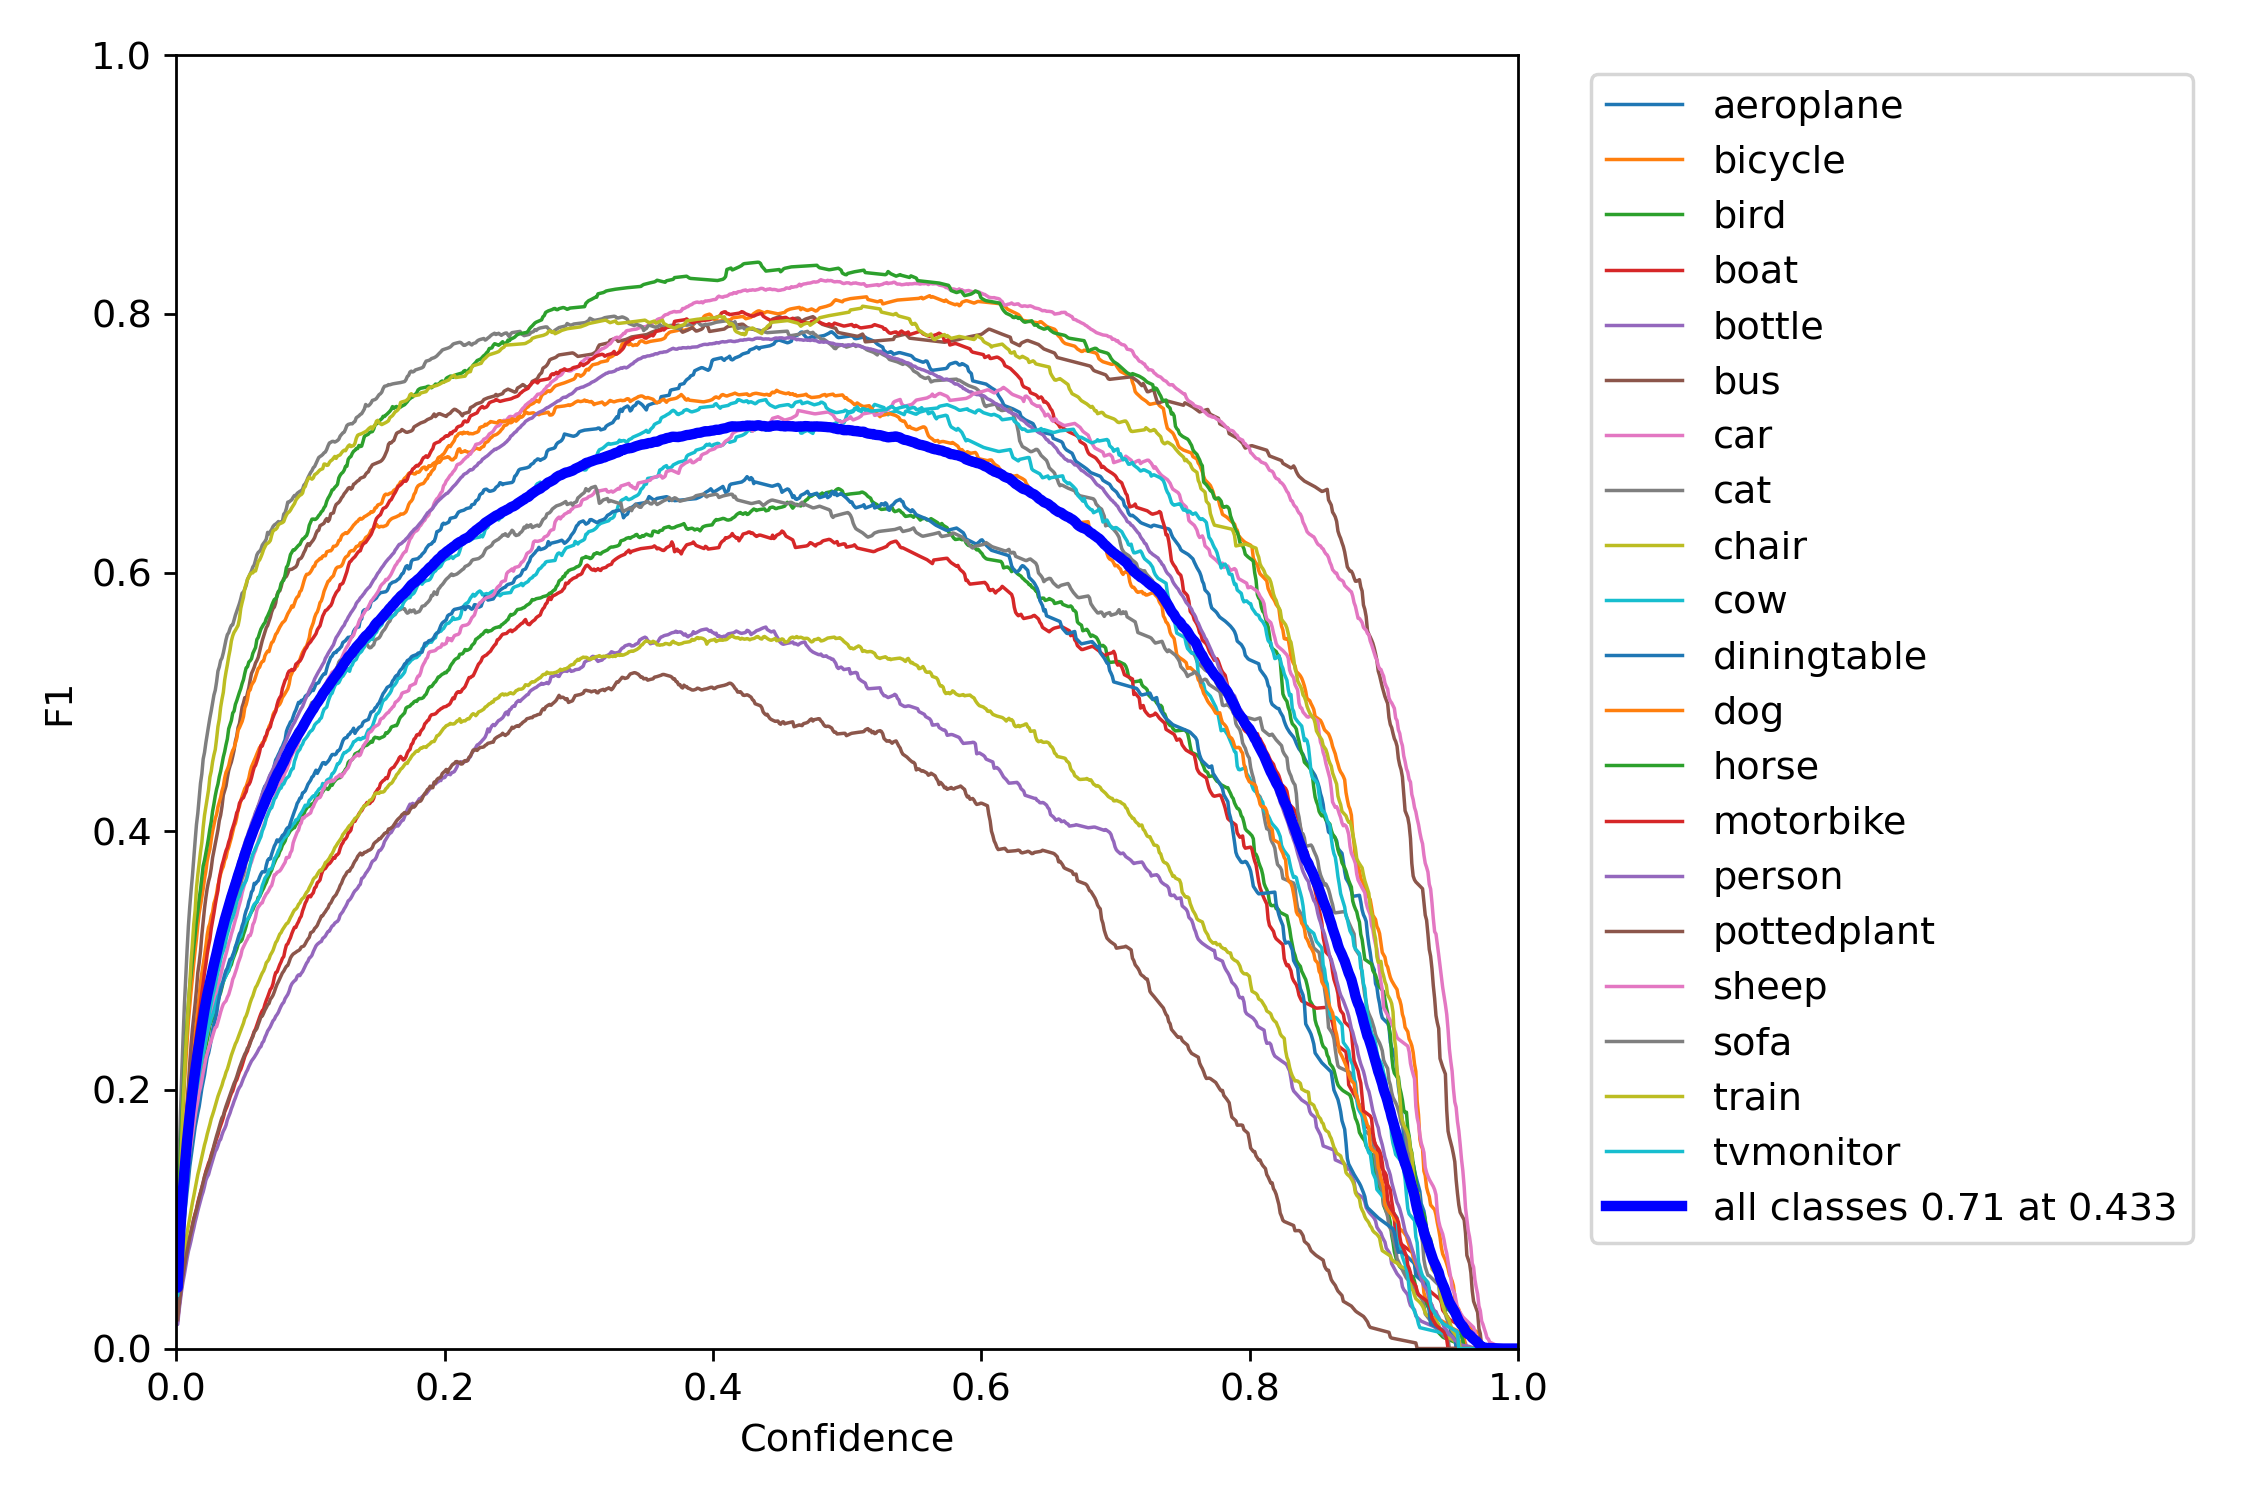 1.0
0.8
0.6
0.4
0.2
0.0
F1
0.0 0.2 0.4 0.6 0.8 1.0
Confidence
aeroplane
bicycle
bird
boat
bottle
bus
car
cat
chair
cow
diningtable
dog
horse
motorbike
person
pottedplant
sheep
sofa
train
tvmonitor
all classes 0.71 at 0.433